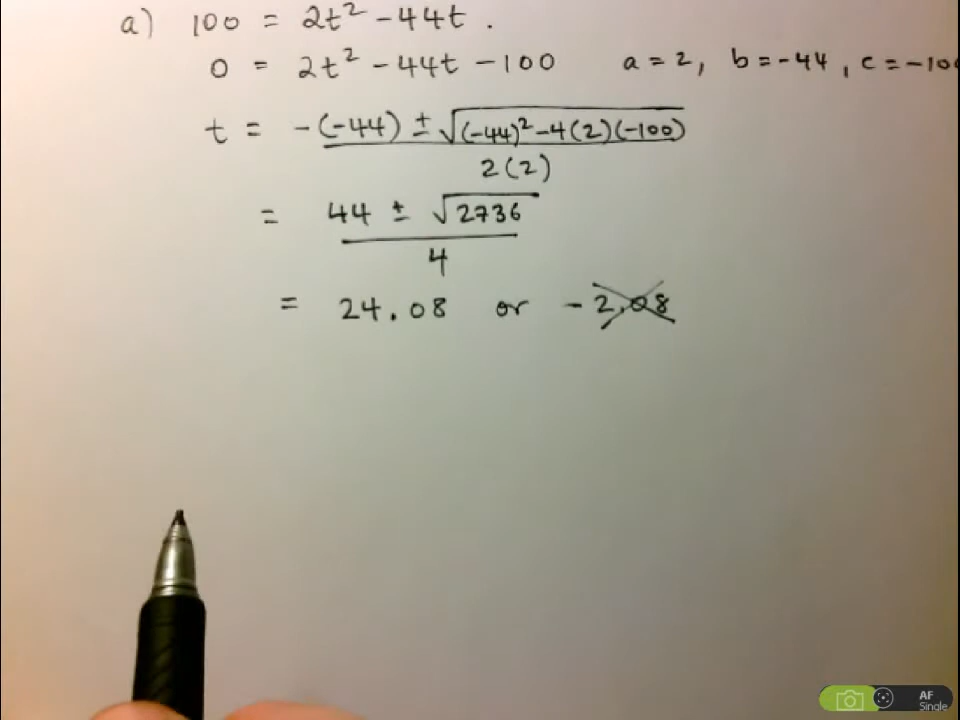 a) 100 = 2t² - 44t .
0 = 2t² - 44t - 100 a = 2, b = -44, c = -100
t = -(-44) ± √(-44)² - 4(2)(-100)
2(2)
= 44 ± √2736
4
= 24.08 or - 2.08
AF
Single